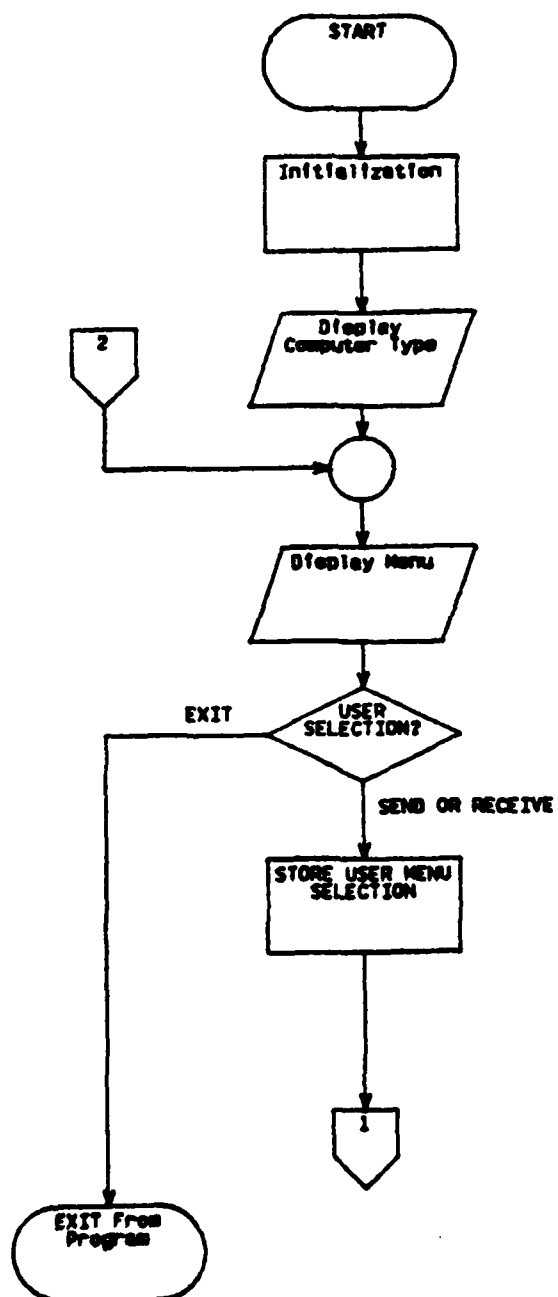 START
Initialization
Display
Computer Type
2
Display Menu
USER
SELECTION?
EXIT
SEND OR RECEIVE
STORE USER MENU
SELECTION
1
EXIT From
Program